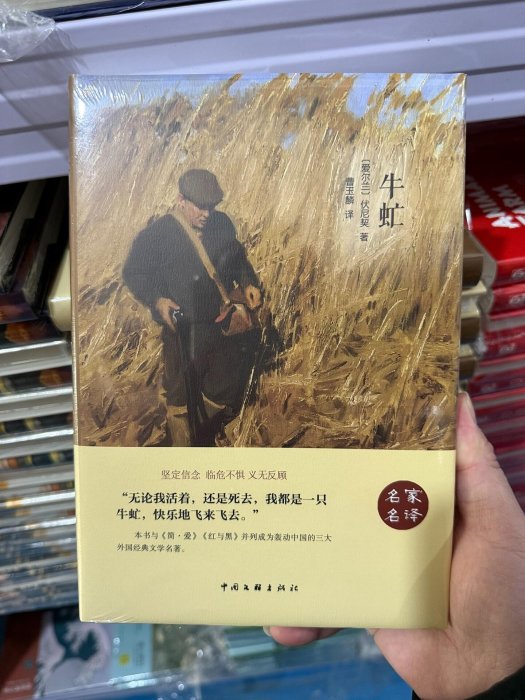 牛虻
〔爱尔兰〕伏尼契 著
曹玉麟 译
坚定信念 临危不惧 义无反顾
“无论我活着，还是死去，我都是一只
牛虻，快乐地飞来飞去。”
本书与《简·爱》《红与黑》并列成为轰动中国的三大
外国经典文学名著。
名家
名译
中国文联出版社
ANIMAL
FARM